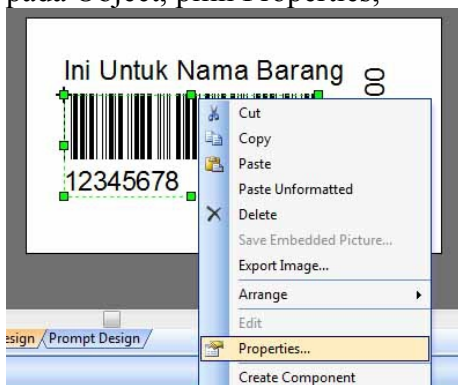 pada Object, pilih Properties,
Ini Untuk Nama Barang
00
12345678
Cut
Copy
Paste
Paste Unformatted
Delete
Save Embedded Picture...
Export Image...
Arrange
Edit
Properties...
Create Component
esign
Prompt Design